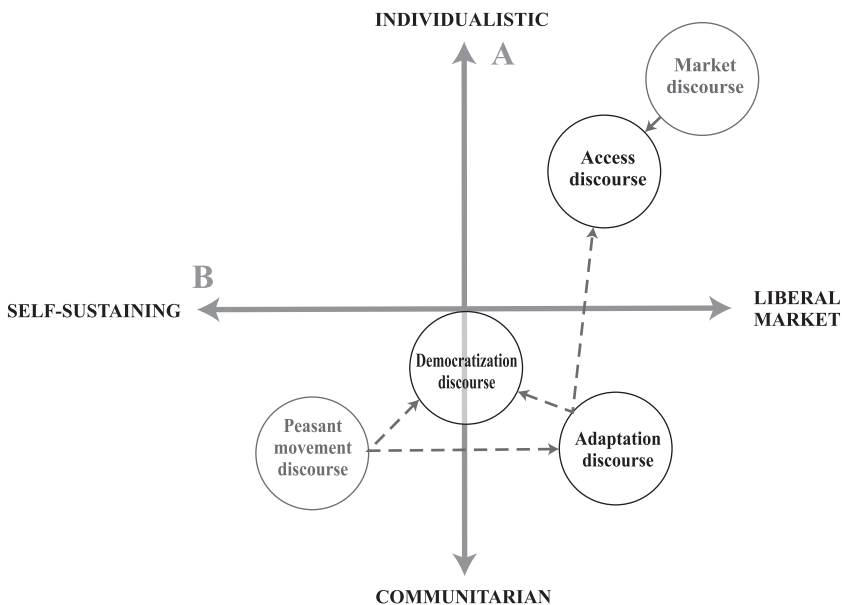 INDIVIDUALISTIC
A
Market
discourse
Access
discourse
B
SELF-SUSTAINING
LIBERAL
MARKET
Democratization
discourse
Peasant
movement
discourse
Adaptation
discourse
COMMUNITARIAN